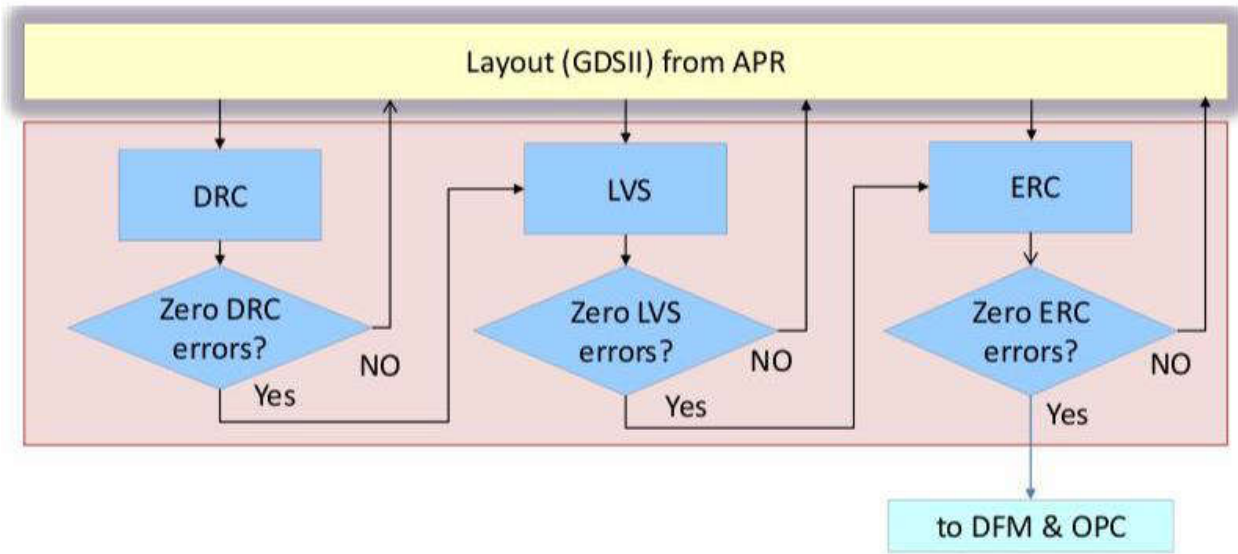 Layout (GDSII) from APR
DRC
LVS
ERC
Zero DRC
errors?
NO
Yes
Zero LVS
errors?
NO
Yes
Zero ERC
errors?
NO
Yes
to DFM & OPC